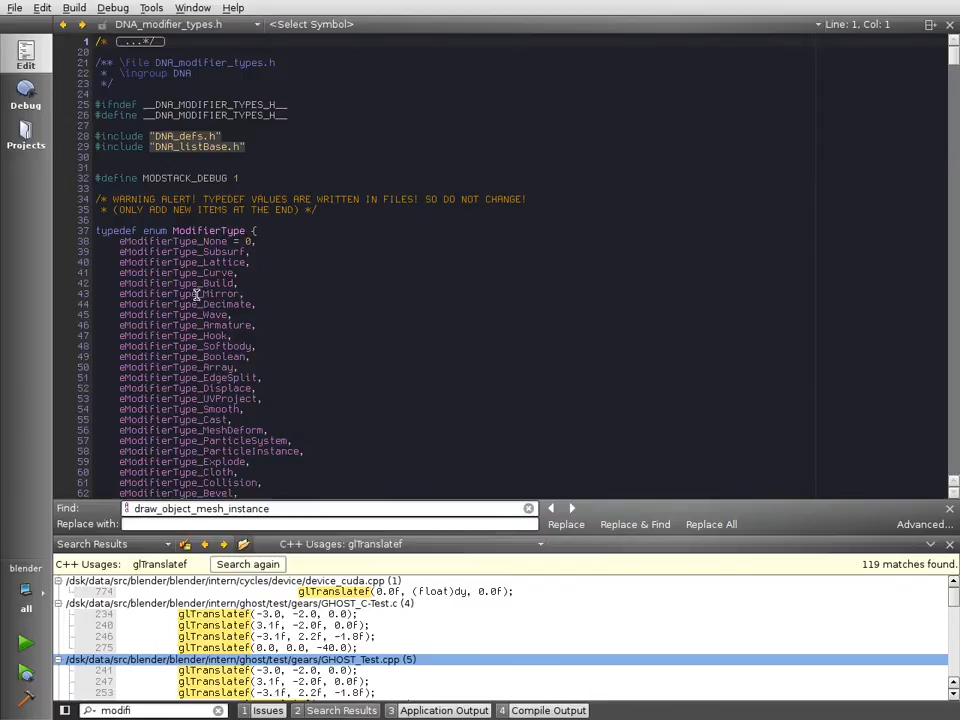 File Edit Build Debug Tools Window Help
DNA_modifier_types.h <Select Symbol> Line: 1, Col: 1
Edit
Debug
Projects
1 /* ...*/
20
21 /** \file DNA_modifier_types.h
22  *  \ingroup DNA
23  */
24
25 #ifndef __DNA_MODIFIER_TYPES_H__
26 #define __DNA_MODIFIER_TYPES_H__
27
28 #include "DNA_defs.h"
29 #include "DNA_listBase.h"
30
31
32 #define MODSTACK_DEBUG 1
33
34 /* WARNING ALERT! TYPEDEF VALUES ARE WRITTEN IN FILES! SO DO NOT CHANGE!
35  * (ONLY ADD NEW ITEMS AT THE END) */
36
37 typedef enum ModifierType {
38 eModifierType_None = 0,
39 eModifierType_Subsurf,
40 eModifierType_Lattice,
41 eModifierType_Curve,
42 eModifierType_Build,
43 eModifierType_Mirror,
44 eModifierType_Decimate,
45 eModifierType_Wave,
46 eModifierType_Armature,
47 eModifierType_Hook,
48 eModifierType_Softbody,
49 eModifierType_Boolean,
50 eModifierType_Array,
51 eModifierType_EdgeSplit,
52 eModifierType_Displace,
53 eModifierType_UVProject,
54 eModifierType_Smooth,
55 eModifierType_Cast,
56 eModifierType_MeshDeform,
57 eModifierType_ParticleSystem,
58 eModifierType_ParticleInstance,
59 eModifierType_Explode,
60 eModifierType_Cloth,
61 eModifierType_Collision,
62 eModifierType_Bevel,
Find: draw_object_mesh_instance
Replace with: Replace Replace & Find Replace All Advanced...
Search Results C++ Usages: glTranslatef
C++ Usages: glTranslatef Search again 119 matches found.
/dsk/data/src/blender/blender/intern/cycles/device/device_cuda.cpp (1)
774 glTranslatef(0.0f, (float)dy, 0.0f);
/dsk/data/src/blender/blender/intern/ghost/test/gears/GHOST_C-Test.c (4)
234 glTranslatef(-3.0, -2.0, 0.0);
240 glTranslatef(3.1f, -2.0f, 0.0);
246 glTranslatef(-3.1f, 2.2f, -1.8f);
275 glTranslatef(0.0, 0.0, -40.0);
/dsk/data/src/blender/blender/intern/ghost/test/gears/GHOST_Test.cpp (5)
241 glTranslatef(-3.0, -2.0, 0.0);
247 glTranslatef(3.1f, -2.0f, 0.0);
253 glTranslatef(-3.1f, 2.2f, -1.8f);
blender
all
modifi 1 Issues 2 Search Results 3 Application Output 4 Compile Output